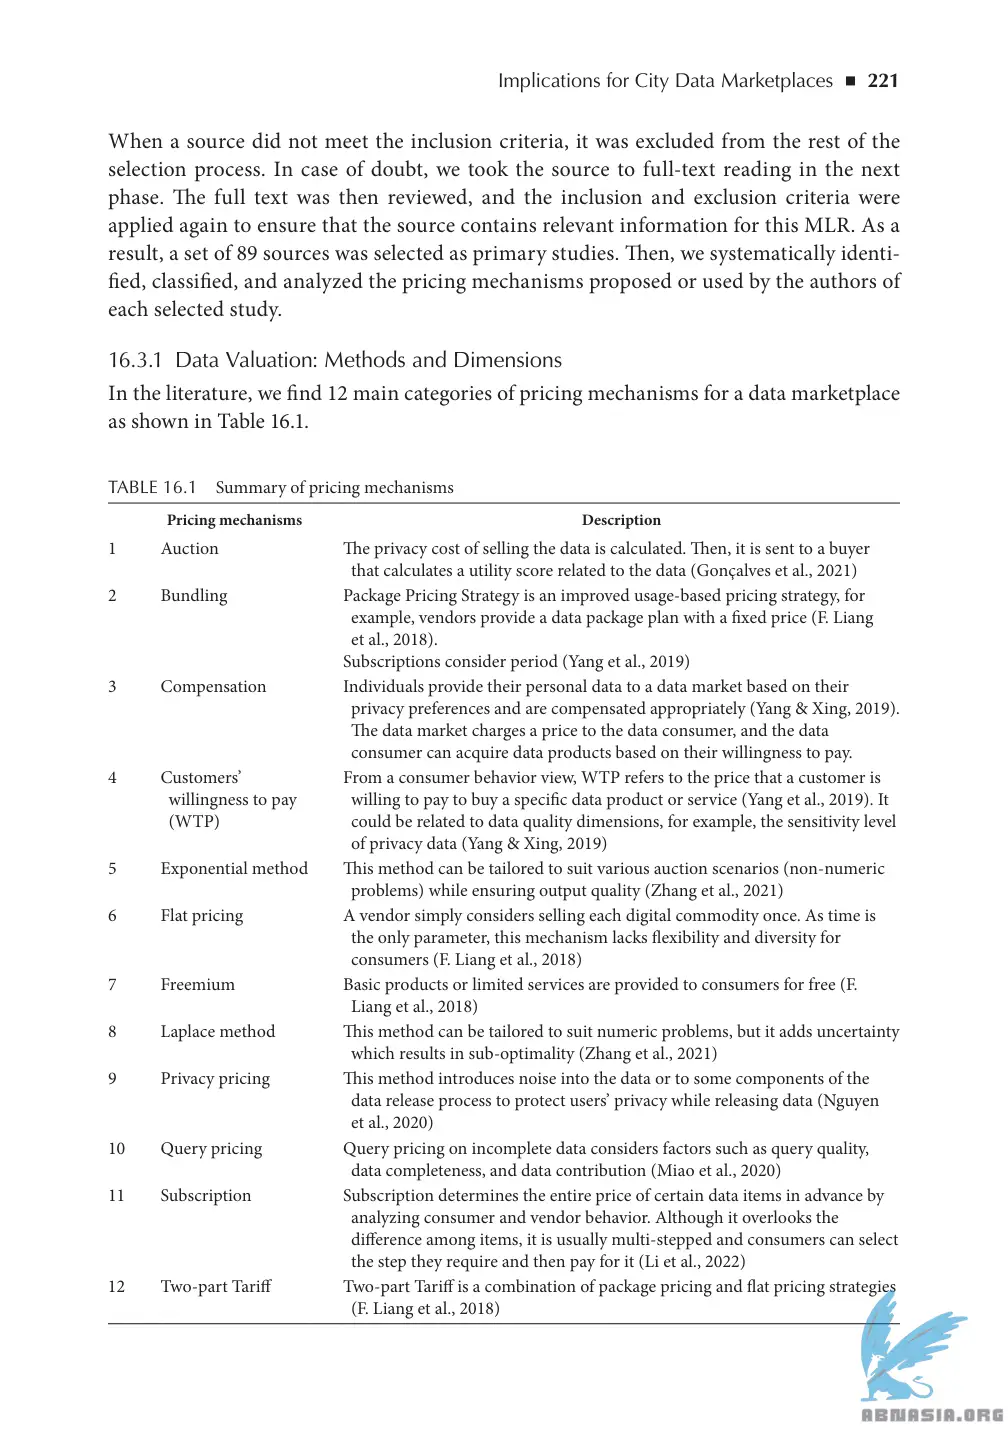 Implications for City Data Marketplaces ■ 221
When a source did not meet the inclusion criteria, it was excluded from the rest of the
selection process. In case of doubt, we took the source to full-text reading in the next
phase. The full text was then reviewed, and the inclusion and exclusion criteria were
applied again to ensure that the source contains relevant information for this MLR. As a
result, a set of 89 sources was selected as primary studies. Then, we systematically identi-
fied, classified, and analyzed the pricing mechanisms proposed or used by the authors of
each selected study.
16.3.1 Data Valuation: Methods and Dimensions
In the literature, we find 12 main categories of pricing mechanisms for a data marketplace
as shown in Table 16.1.
TABLE 16.1 Summary of pricing mechanisms
Pricing mechanisms Description
1 Auction The privacy cost of selling the data is calculated. Then, it is sent to a buyer
that calculates a utility score related to the data (Gonçalves et al., 2021)
2 Bundling Package Pricing Strategy is an improved usage-based pricing strategy, for
example, vendors provide a data package plan with a fixed price (F. Liang
et al., 2018).
Subscriptions consider period (Yang et al., 2019)
3 Compensation Individuals provide their personal data to a data market based on their
privacy preferences and are compensated appropriately (Yang & Xing, 2019).
The data market charges a price to the data consumer, and the data
consumer can acquire data products based on their willingness to pay.
4 Customers’ From a consumer behavior view, WTP refers to the price that a customer is
willingness to pay willing to pay to buy a specific data product or service (Yang et al., 2019). It
(WTP) could be related to data quality dimensions, for example, the sensitivity level
of privacy data (Yang & Xing, 2019)
5 Exponential method This method can be tailored to suit various auction scenarios (non-numeric
problems) while ensuring output quality (Zhang et al., 2021)
6 Flat pricing A vendor simply considers selling each digital commodity once. As time is
the only parameter, this mechanism lacks flexibility and diversity for
consumers (F. Liang et al., 2018)
7 Freemium Basic products or limited services are provided to consumers for free (F.
Liang et al., 2018)
8 Laplace method This method can be tailored to suit numeric problems, but it adds uncertainty
which results in sub-optimality (Zhang et al., 2021)
9 Privacy pricing This method introduces noise into the data or to some components of the
data release process to protect users’ privacy while releasing data (Nguyen
et al., 2020)
10 Query pricing Query pricing on incomplete data considers factors such as query quality,
data completeness, and data contribution (Miao et al., 2020)
11 Subscription Subscription determines the entire price of certain data items in advance by
analyzing consumer and vendor behavior. Although it overlooks the
difference among items, it is usually multi-stepped and consumers can select
the step they require and then pay for it (Li et al., 2022)
12 Two-part Tariff Two-part Tariff is a combination of package pricing and flat pricing strategies
(F. Liang et al., 2018)
ABNASIA.ORG